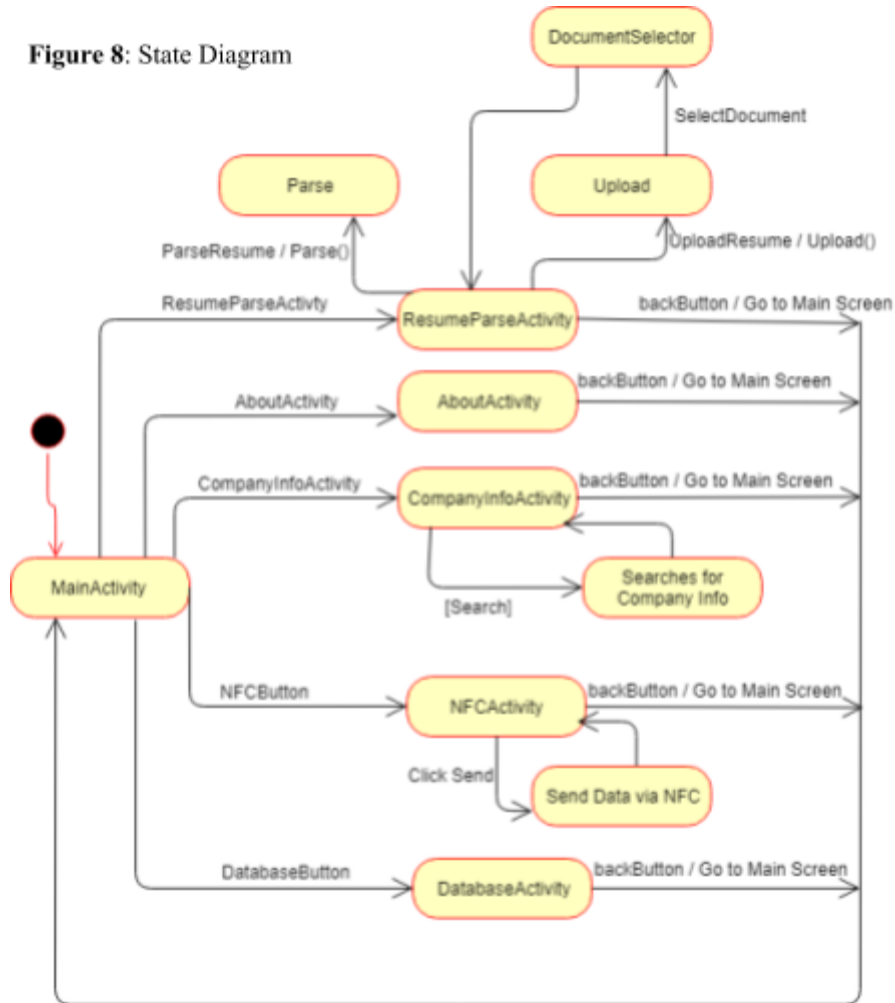 DocumentSelector
Figure 8: State Diagram
SelectDocument
Parse
Upload
ParseResume / Parse()
UploadResume / Upload()
ResumeParseActivty
ResumeParseActivity
backButton / Go to Main Screen
AboutActivity
AboutActivity
backButton / Go to Main Screen
CompanyInfoActivity
CompanyInfoActivity
backButton / Go to Main Screen
MainActivity
Searches for
Company Info
[Search]
NFCButton
NFCActivity
backButton / Go to Main Screen
Click Send
Send Data via NFC
DatabaseButton
DatabaseActivity
backButton / Go to Main Screen